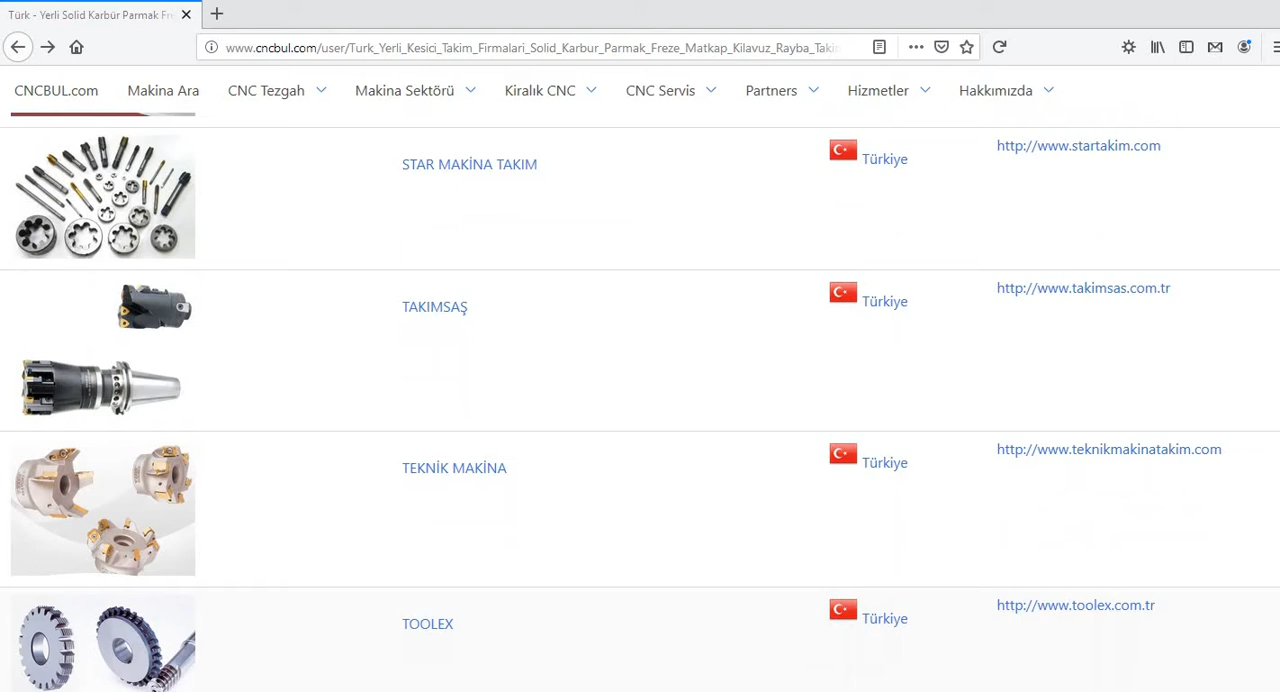 Türk - Yerli Solid Karbür Parmak Fre
www.cncbul.com/user/Turk_Yerli_Kesici_Takim_Firmalari_Solid_Karbur_Parmak_Freze_Matkap_Kilavuz_Rayba_Takim
CNCBUL.com Makina Ara CNC Tezgah Makina Sektörü Kiralık CNC CNC Servis Partners Hizmetler Hakkımızda
STAR MAKİNA TAKIM Türkiye http://www.startakim.com
TAKIMSAŞ Türkiye http://www.takimsas.com.tr
TEKNİK MAKİNA Türkiye http://www.teknikmakinatakim.com
TOOLEX Türkiye http://www.toolex.com.tr